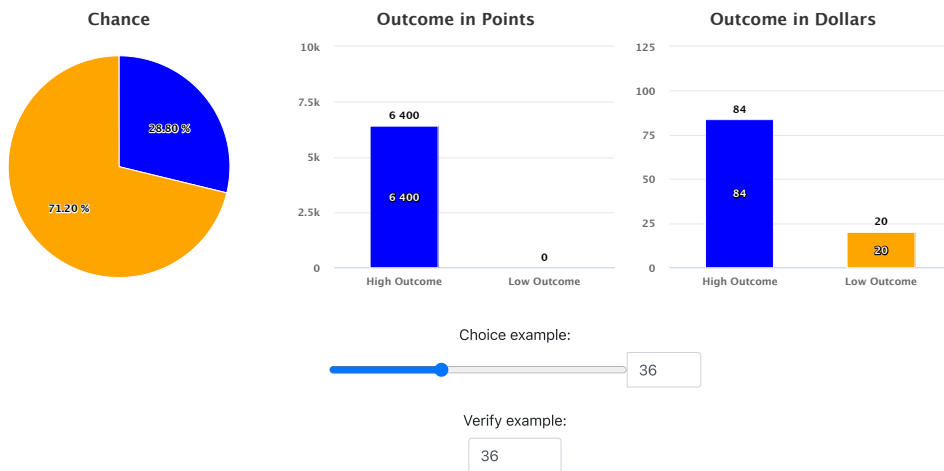 Chance
28.80 %
71.20 %
Outcome in Points
10k
7.5k
5k
2.5k
0
6 400
6 400
0
High Outcome
Low Outcome
Outcome in Dollars
125
100
75
50
25
0
84
84
20
20
High Outcome
Low Outcome
Choice example:
36
Verify example:
36